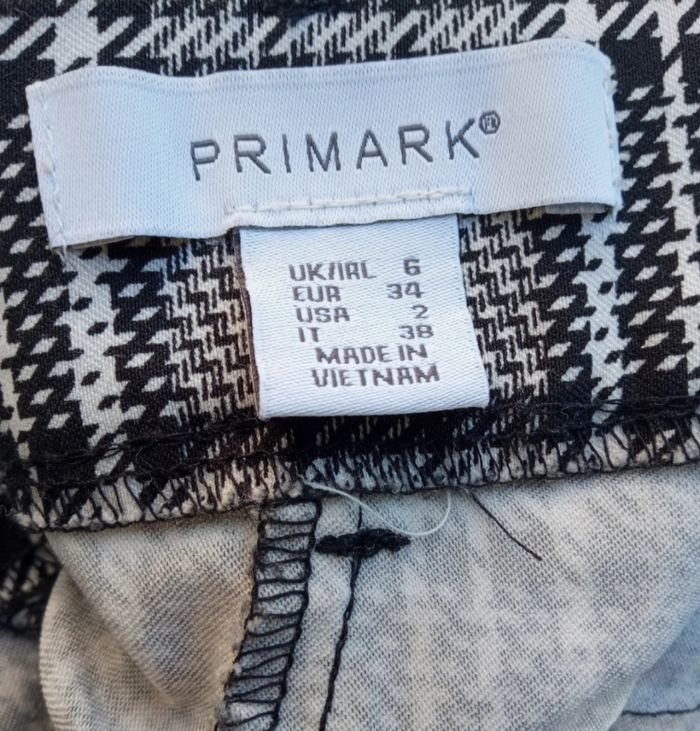 PRIMARK®
UK/IRL 6
EUR 34
USA 2
IT 38
MADE IN
VIETNAM